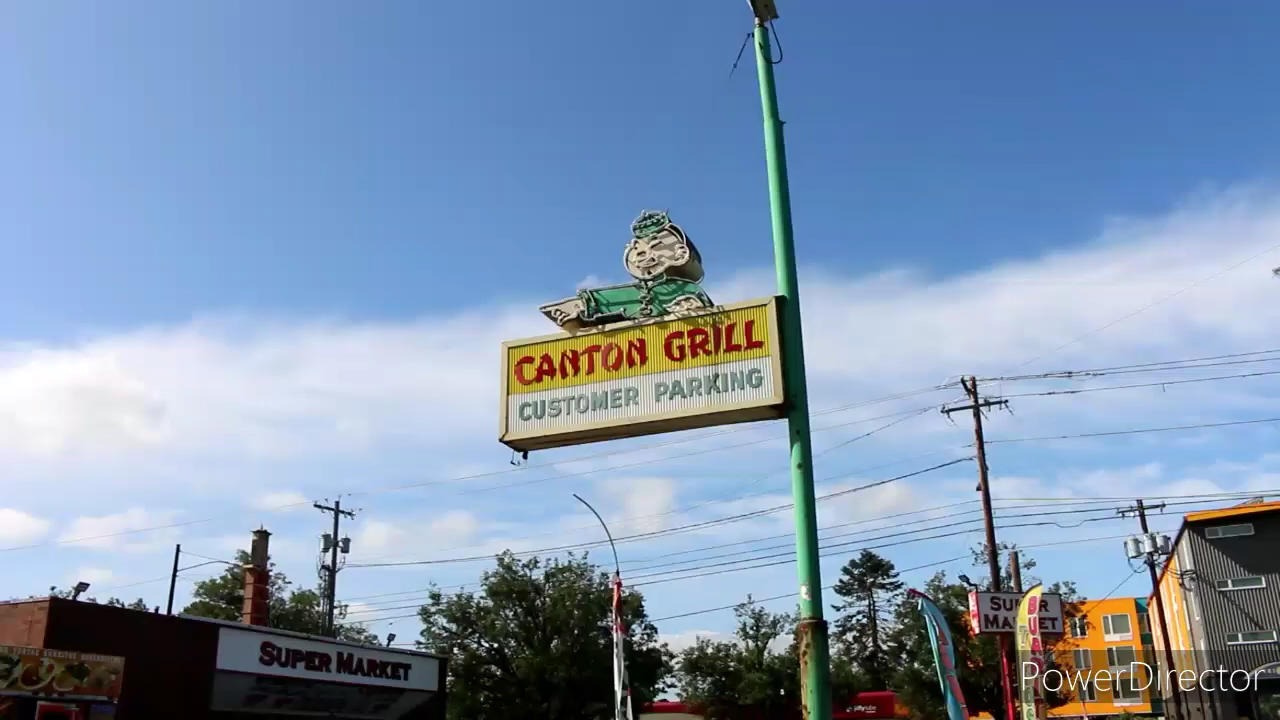 CANTON GRILL
CUSTOMER PARKING
SUPER MARKET
SUPER
MARKET
PowerDirector